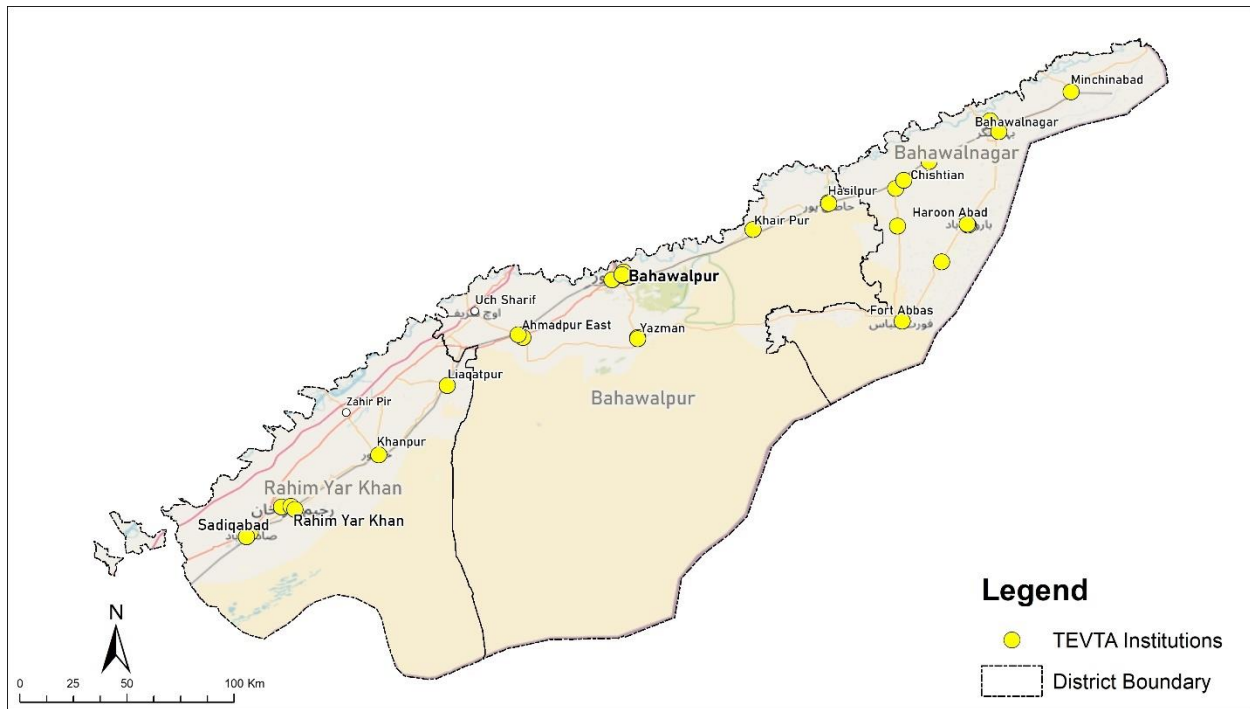 Minchinabad
Bahawalnagar
Bahawalnagar
Chishtian
Hasilpur
Haroon Abad
Khair Pur
Bahawalpur
Uch Sharif
اوچ شریف
Fort Abbas
Ahmadpur East
Yazman
Liaqatpur
Bahawalpur
Zahir Pir
Khanpur
Rahim Yar Khan
Rahim Yar Khan
Sadiqabad
Legend
N
TEVTA Institutions
District Boundary
0 25 50 100 Km